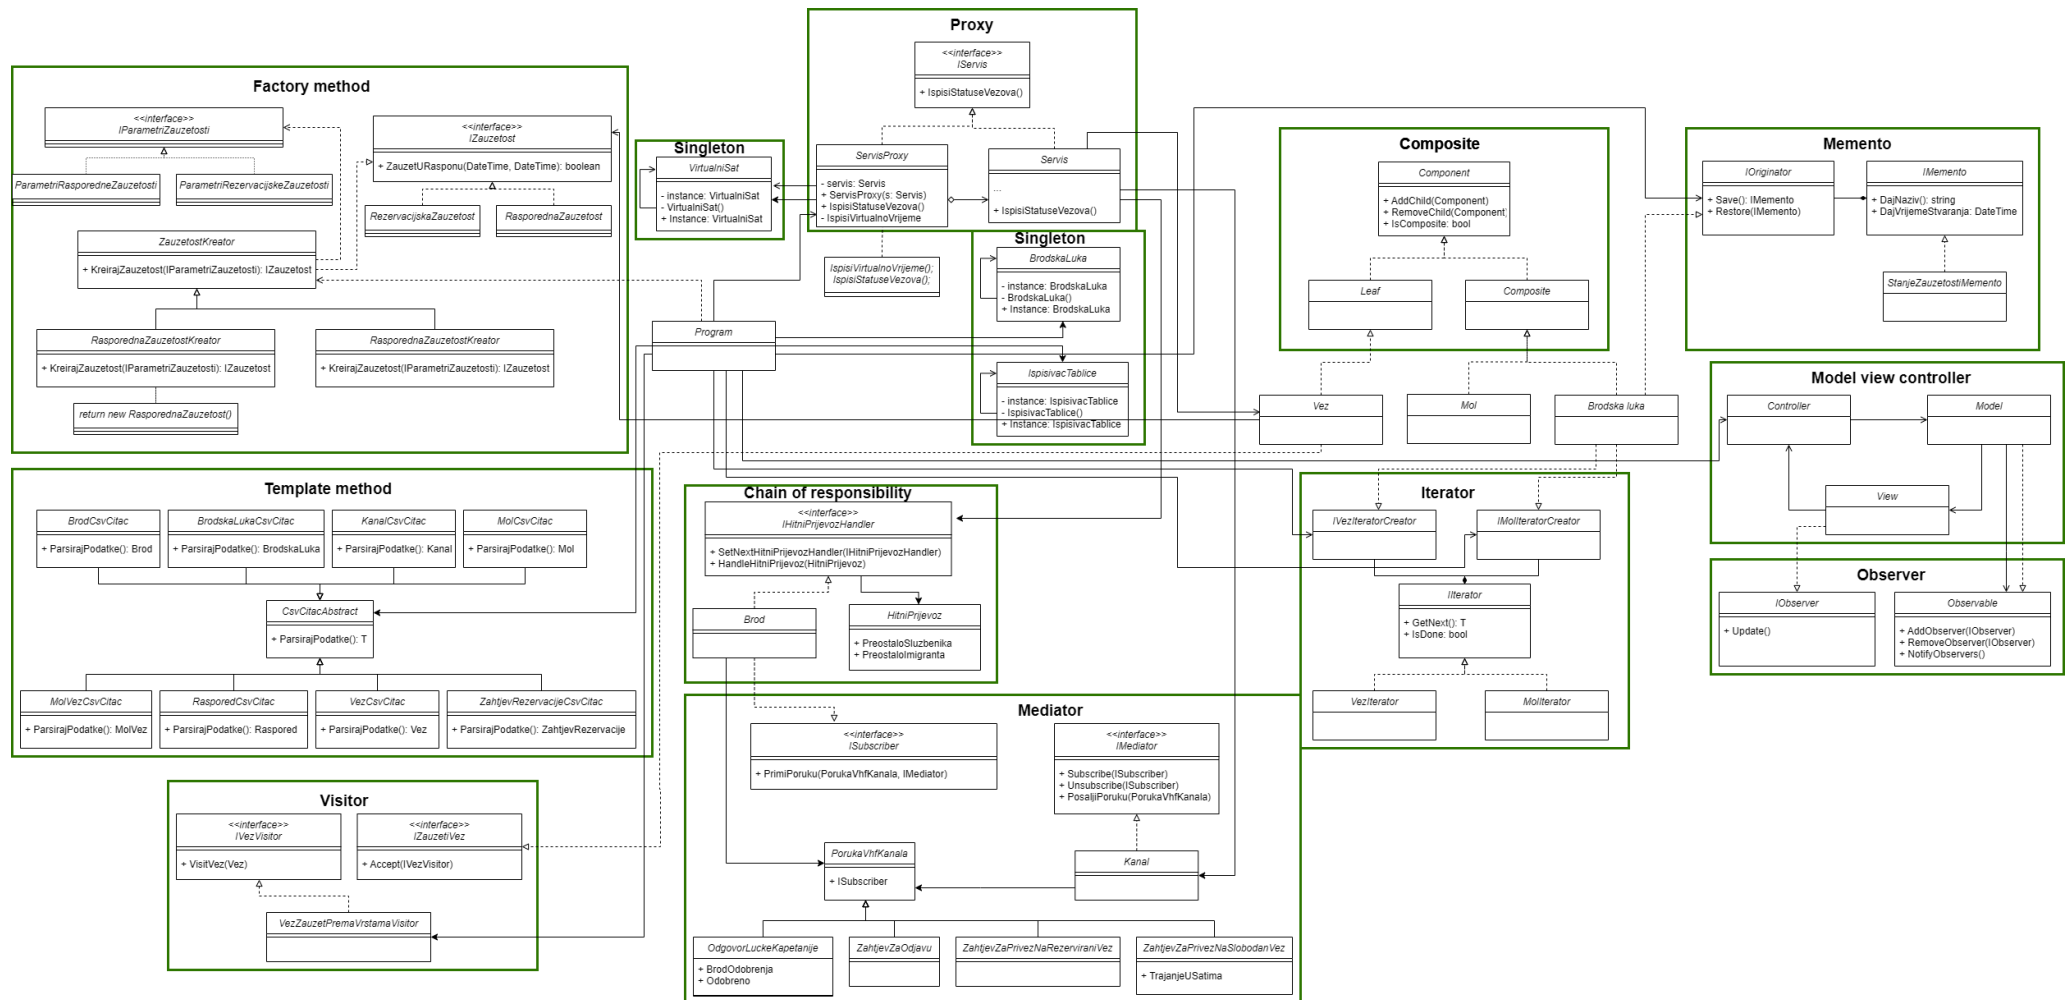 Factory method
<<interface>>
IParametriZauzetosti
<<interface>>
IZauzetost
+ ZauzetURasponu(DateTime, DateTime): boolean
ParametriRasporedneZauzetosti
ParametriRezervacijskeZauzetosti
RezervacijskaZauzetost
RasporednaZauzetost
ZauzetostKreator
+ KreirajZauzetost(IParametriZauzetosti): IZauzetost
RasporednaZauzetostKreator
+ KreirajZauzetost(IParametriZauzetosti): IZauzetost
RasporednaZauzetostKreator
+ KreirajZauzetost(IParametriZauzetosti): IZauzetost
return new RasporednaZauzetost()
Singleton
VirtualniSat
- instance: VirtualniSat
- VirtualniSat()
+ Instance: VirtualniSat
Proxy
<<interface>>
IServis
+ IspisiStatuseVezova()
ServisProxy
- servis: Servis
+ ServisProxy(s: Servis)
+ IspisiStatuseVezova()
- IspisiVirtualnoVrijeme
Servis
...
+ IspisiStatuseVezova()
IspisiVirtualnoVrijeme();
IspisiStatuseVezova();
Singleton
BrodskaLuka
- instance: BrodskaLuka
- BrodskaLuka()
+ Instance: BrodskaLuka
IspisivacTablice
- instance: IspisivacTablice
- IspisivacTablice()
+ Instance: IspisivacTablice
Program
Composite
Component
+ AddChild(Component)
+ RemoveChild(Component)
+ IsComposite: bool
Leaf
Composite
Vez
Mol
Brodska luka
Memento
IOriginator
+ Save(): IMemento
+ Restore(IMemento)
IMemento
+ DajNaziv(): string
+ DajVrijemeStvaranja: DateTime
StanjeZauzetostiMemento
Model view controller
Controller
Model
View
Observer
IObserver
+ Update()
Observable
+ AddObserver(IObserver)
+ RemoveObserver(IObserver)
+ NotifyObservers()
Template method
BrodCsvCitac
+ ParsirajPodatke(): Brod
BrodskaLukaCsvCitac
+ ParsirajPodatke(): BrodskaLuka
KanalCsvCitac
+ ParsirajPodatke(): Kanal
MolCsvCitac
+ ParsirajPodatke(): Mol
CsvCitacAbstract
+ ParsirajPodatke(): T
MolVezCsvCitac
+ ParsirajPodatke(): MolVez
RasporedCsvCitac
+ ParsirajPodatke(): Raspored
VezCsvCitac
+ ParsirajPodatke(): Vez
ZahtjevRezervacijeCsvCitac
+ ParsirajPodatke(): ZahtjevRezervacije
Chain of responsibility
<<interface>>
IHitniPrijevozHandler
+ SetNextHitniPrijevozHandler(IHitniPrijevozHandler)
+ HandleHitniPrijevoz(HitniPrijevoz)
Brod
HitniPrijevoz
+ PreostaloSluzbenika
+ PreostaloImigranta
Iterator
IVezIteratorCreator
IMolIteratorCreator
IIterator
+ GetNext(): T
+ IsDone: bool
VezIterator
MolIterator
Mediator
<<interface>>
ISubscriber
+ PrimiPoruku(PorukaVhfKanala, IMediator)
<<interface>>
IMediator
+ Subscribe(ISubscriber)
+ Unsubscribe(ISubscriber)
+ PosaljiPoruku(PorukaVhfKanala)
PorukaVhfKanala
+ ISubscriber
Kanal
OdgovorLuckeKapetanije
+ BrodOdobrenja
+ Odobreno
ZahtjevZaOdjavu
ZahtjevZaPrivezNaRezerviraniVez
ZahtjevZaPrivezNaSlobodanVez
+ TrajanjeUSatima
Visitor
<<interface>>
IVezVisitor
+ VisitVez(Vez)
<<interface>>
IZauzetiVez
+ Accept(IVezVisitor)
VezZauzetPremaVrstamaVisitor